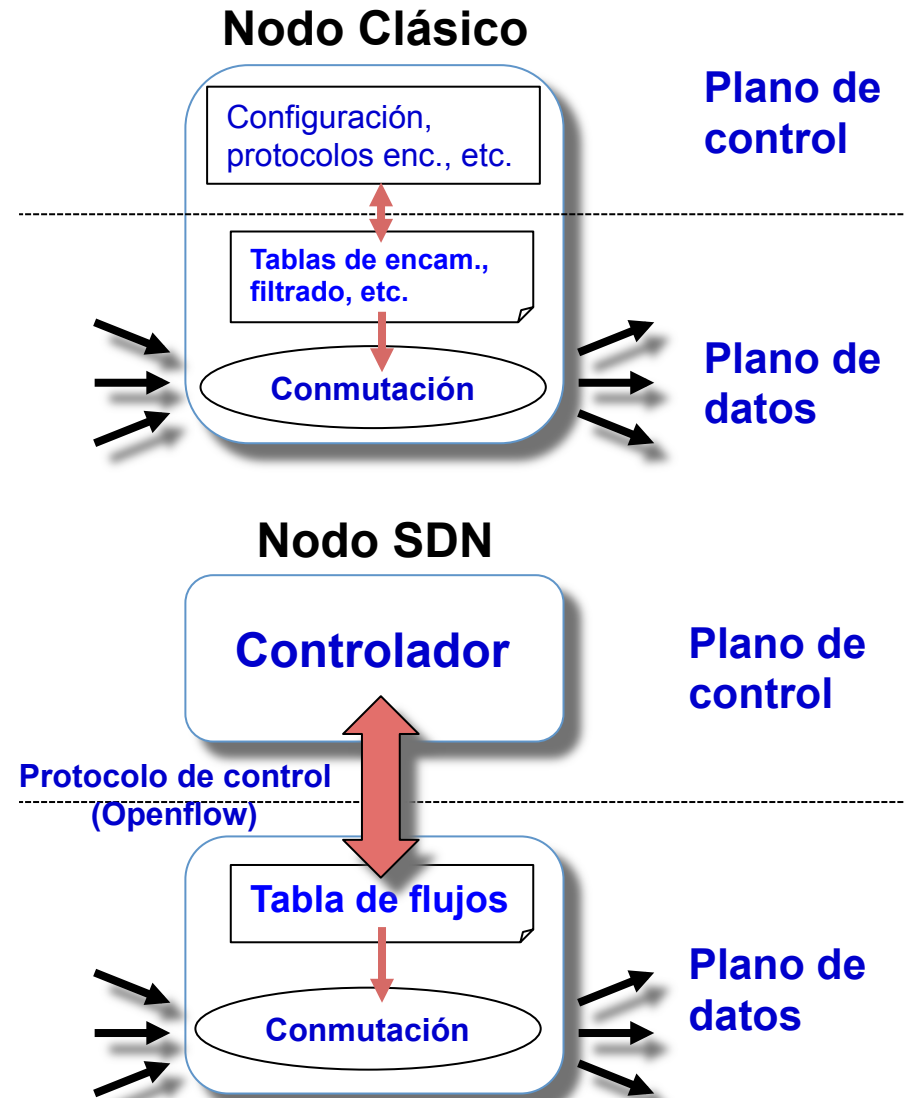 Nodo Clásico
Configuración,
protocolos enc., etc.
Plano de
control
Tablas de encam.,
filtrado, etc.
Conmutación
Plano de
datos
Nodo SDN
Controlador
Plano de
control
Protocolo de control
(Openflow)
Tabla de flujos
Conmutación
Plano de
datos